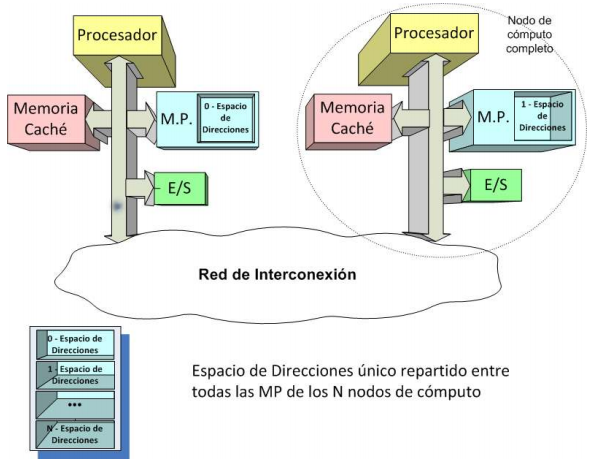 Procesador
Memoria
Caché
M.P.
0 - Espacio
de
Direcciones
E/S
Procesador
Nodo de
cómputo
completo
Memoria
Caché
M.P.
1 - Espacio
de
Direcciones
E/S
Red de Interconexión
0 - Espacio de
Direcciones
1 - Espacio de
Direcciones
•••
N - Espacio de
Direcciones
Espacio de Direcciones único repartido entre
todas las MP de los N nodos de cómputo